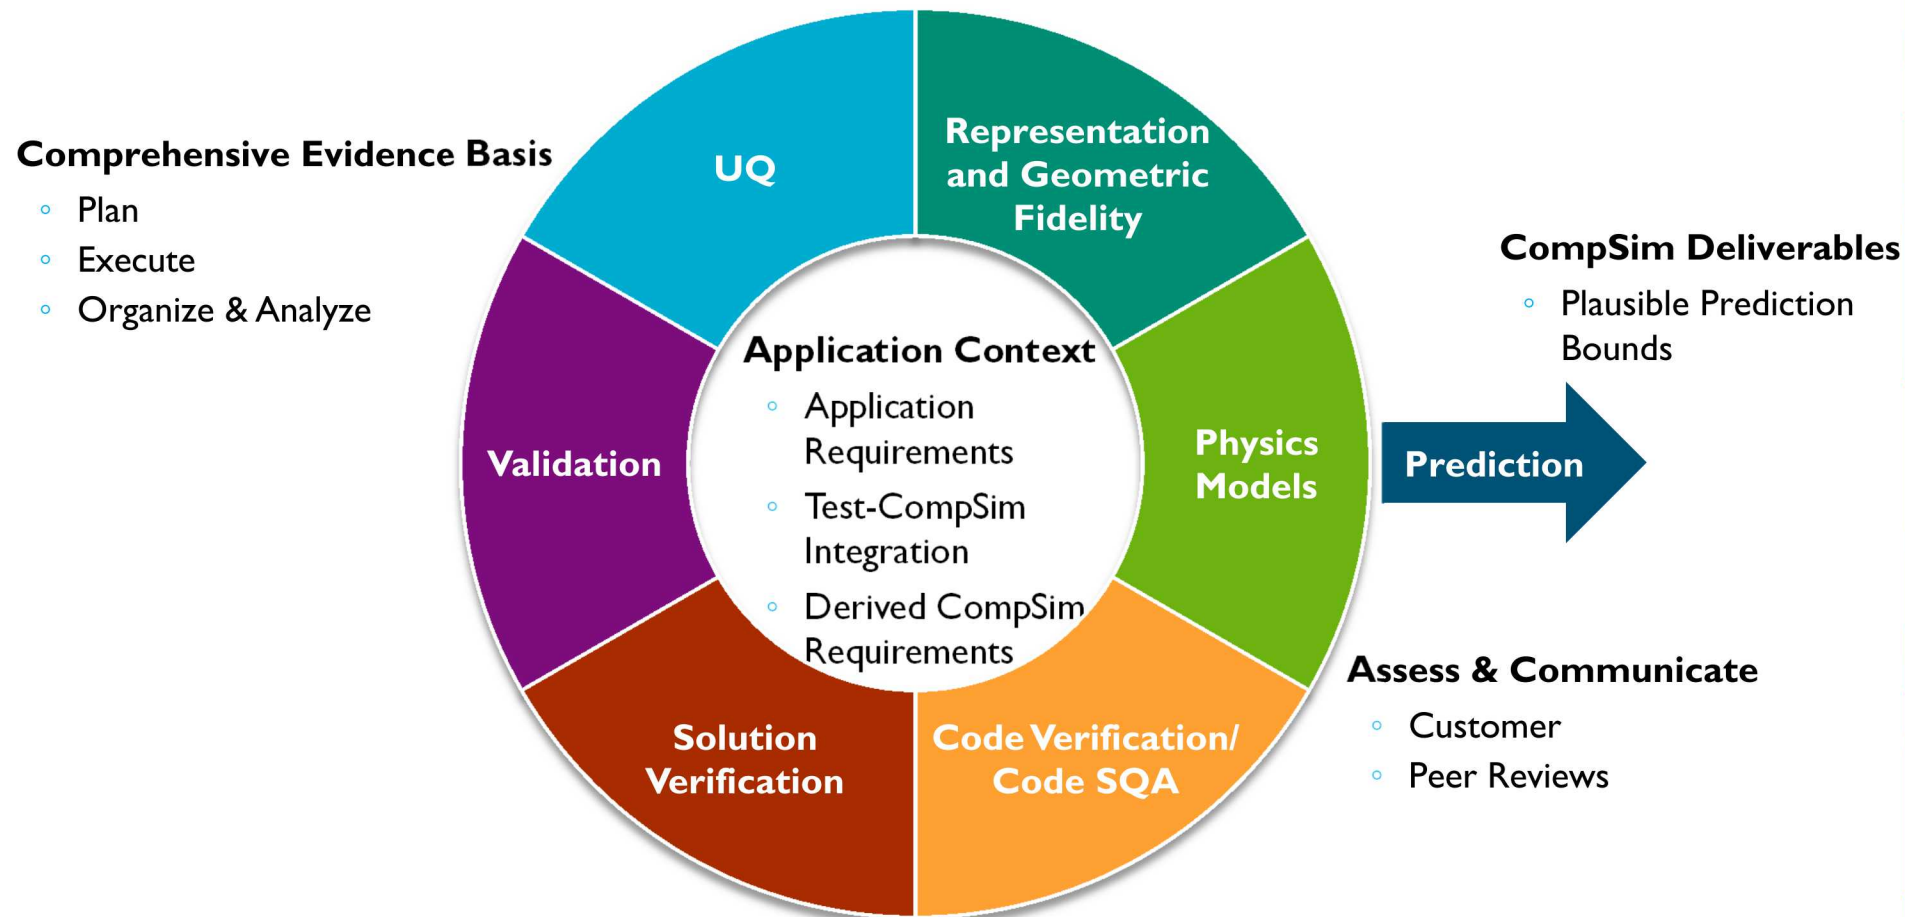 Comprehensive Evidence Basis
Plan
Execute
Organize & Analyze
UQ
Representation
and Geometric
Fidelity
Validation
Application Context
Application
Requirements
Test-CompSim
Integration
Derived CompSim
Requirements
Physics
Models
Solution
Verification
Code Verification/
Code SQA
CompSim Deliverables
Plausible Prediction
Bounds
Prediction
Assess & Communicate
Customer
Peer Reviews